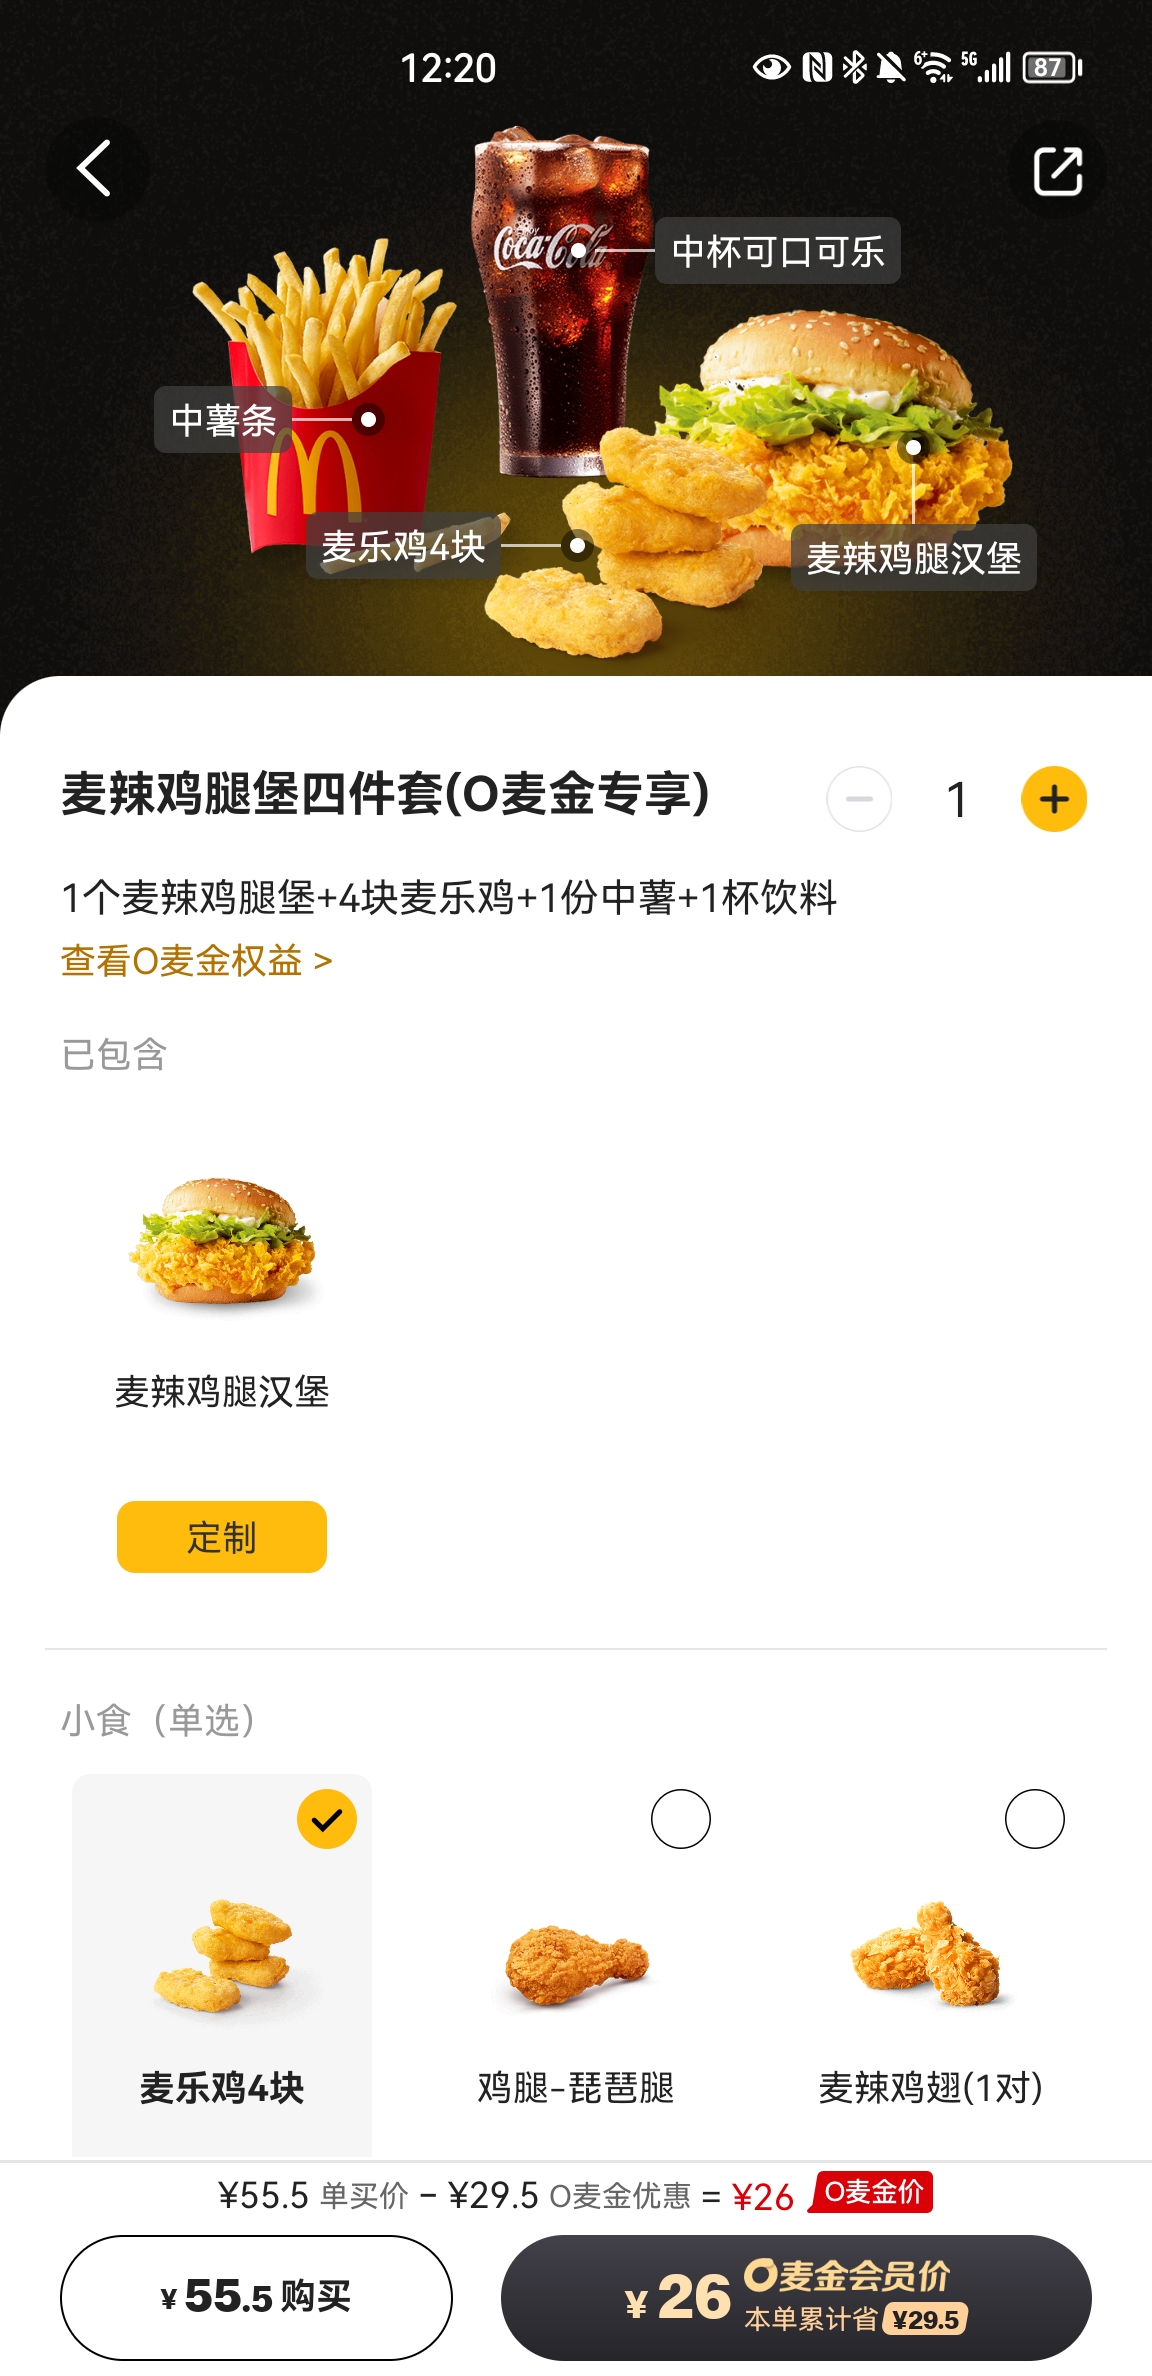 12:20
6+ 5G 87
Enjoy
Coca-Cola
中杯可口可乐
中薯条
麦乐鸡4块
麦辣鸡腿汉堡
麦辣鸡腿堡四件套(O麦金专享)
1
1个麦辣鸡腿堡+4块麦乐鸡+1份中薯+1杯饮料
查看O麦金权益 >
已包含
麦辣鸡腿汉堡
定制
小食（单选）
麦乐鸡4块
鸡腿-琵琶腿
麦辣鸡翅(1对)
¥55.5 单买价 - ¥29.5 O麦金优惠 = ¥26 O麦金价
¥55.5 购买
¥26 O麦金会员价
本单累计省 ¥29.5